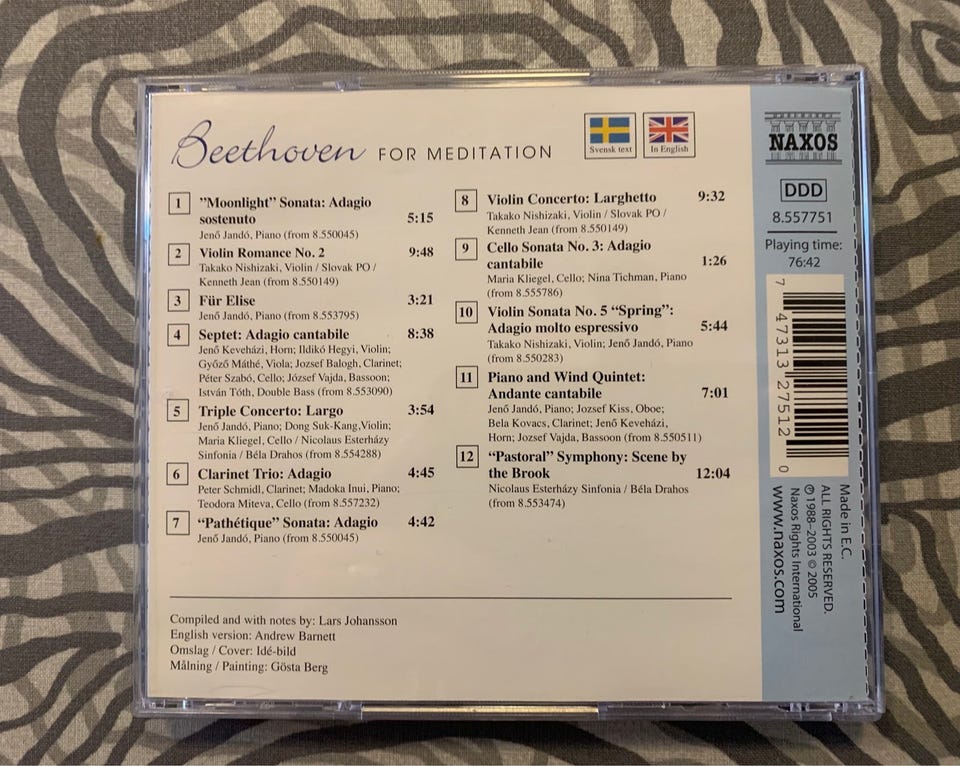 Beethoven FOR MEDITATION
Svensk text
In English
1 ”Moonlight” Sonata: Adagio
sostenuto 5:15
Jenő Jandó, Piano (from 8.550045)
2 Violin Romance No. 2 9:48
Takako Nishizaki, Violin / Slovak PO /
Kenneth Jean (from 8.550149)
3 Für Elise 3:21
Jenő Jandó, Piano (from 8.553795)
4 Septet: Adagio cantabile 8:38
Jenő Keveházi, Horn; Ildikó Hegyi, Violin;
Győző Máthé, Viola; Jozsef Balogh, Clarinet;
Péter Szabó, Cello; József Vajda, Bassoon;
István Tóth, Double Bass (from 8.553090)
5 Triple Concerto: Largo 3:54
Jenő Jandó, Piano; Dong Suk-Kang,Violin;
Maria Kliegel, Cello / Nicolaus Esterházy
Sinfonia / Béla Drahos (from 8.554288)
6 Clarinet Trio: Adagio 4:45
Peter Schmidl, Clarinet; Madoka Inui, Piano;
Teodora Miteva, Cello (from 8.557232)
7 “Pathétique” Sonata: Adagio 4:42
Jenő Jandó, Piano (from 8.550045)
8 Violin Concerto: Larghetto 9:32
Takako Nishizaki, Violin / Slovak PO /
Kenneth Jean (from 8.550149)
9 Cello Sonata No. 3: Adagio
cantabile 1:26
Maria Kliegel, Cello; Nina Tichman, Piano
(from 8.555786)
10 Violin Sonata No. 5 “Spring”:
Adagio molto espressivo 5:44
Takako Nishizaki, Violin; Jenő Jandó, Piano
(from 8.550283)
11 Piano and Wind Quintet:
Andante cantabile 7:01
Jenő Jandó, Piano; Jozsef Kiss, Oboe;
Bela Kovacs, Clarinet; Jenő Keveházi,
Horn; Jozsef Vajda, Bassoon (from 8.550511)
12 “Pastoral” Symphony: Scene by
the Brook 12:04
Nicolaus Esterházy Sinfonia / Béla Drahos
(from 8.553474)
Compiled and with notes by: Lars Johansson
English version: Andrew Barnett
Omslag / Cover: Idé-bild
Målning / Painting: Gösta Berg
NAXOS
DDD
8.557751
Playing time:
76:42
7 47313 27512 0
Made in E.C.
ALL RIGHTS RESERVED.
℗ 1988–2003 © 2005
Naxos Rights International
www.naxos.com